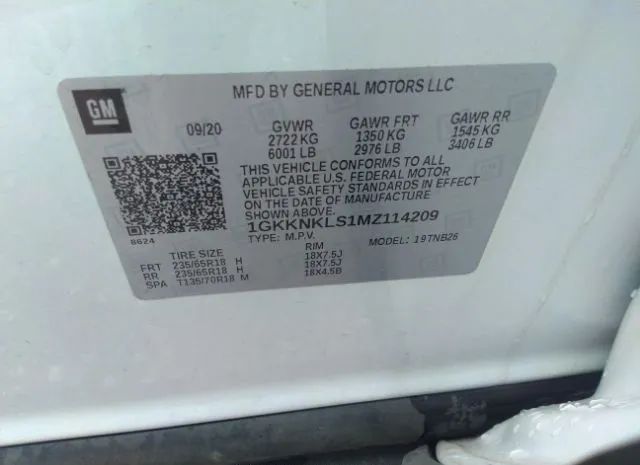 MFD BY GENERAL MOTORS LLC
GM
09/20 GVWR GAWR FRT GAWR RR
2722 KG 1350 KG 1545 KG
6001 LB 2976 LB 3406 LB
THIS VEHICLE CONFORMS TO ALL
APPLICABLE U.S. FEDERAL MOTOR
VEHICLE SAFETY STANDARDS IN EFFECT
ON THE DATE OF MANUFACTURE
SHOWN ABOVE.
8624
1GKKNKLS1MZ114209
TYPE: M.P.V. MODEL: 19TNB26
TIRE SIZE RIM
FRT 235/65R18 H 18X7.5J
RR 235/65R18 H 18X7.5J
SPA T135/70R18 M 18X4.5B